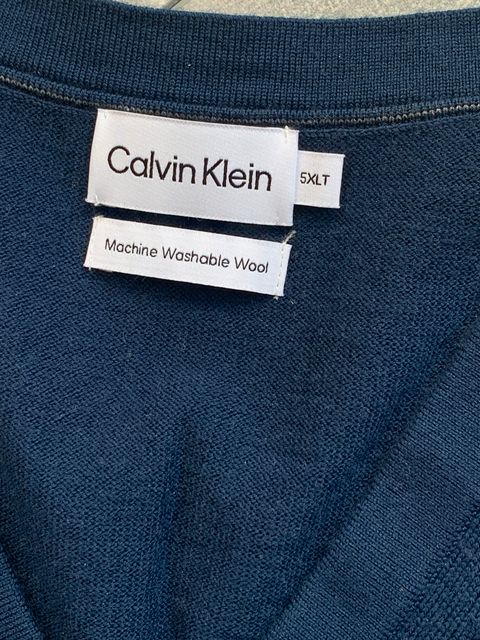 Calvin Klein
5XLT
Machine Washable Wool